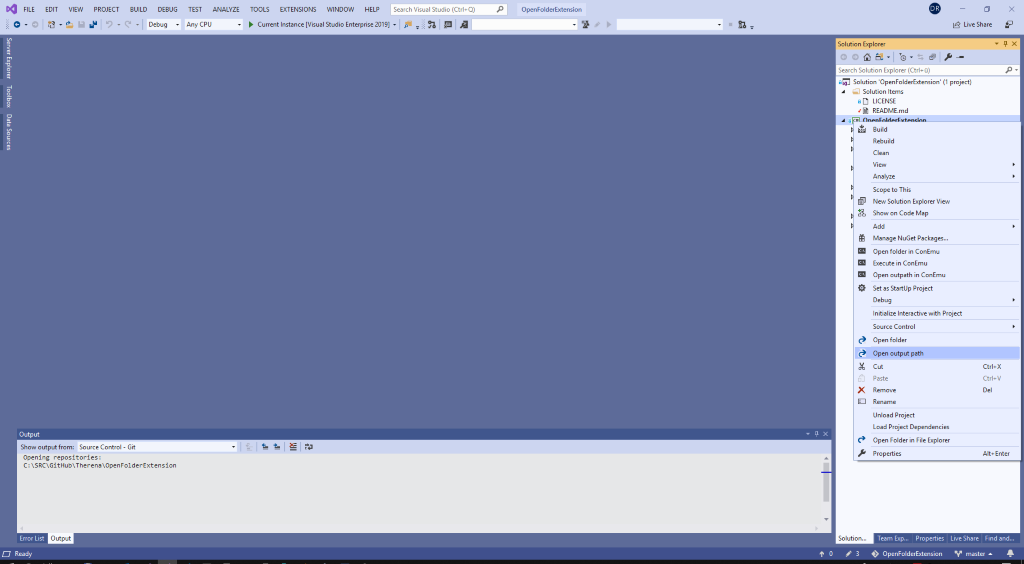 FILE EDIT VIEW PROJECT BUILD DEBUG TEST ANALYZE TOOLS EXTENSIONS WINDOW HELP Search Visual Studio (Ctrl+Q) OpenFolderExtension DR
Debug Any CPU Current Instance [Visual Studio Enterprise 2019] Live Share
Server Explorer
Toolbox
Data Sources
Solution Explorer
Search Solution Explorer (Ctrl+ü)
Solution 'OpenFolderExtension' (1 project)
Solution Items
LICENSE
README.md
OpenFolderExtension
Build
Rebuild
Clean
View
Analyze
Scope to This
New Solution Explorer View
Show on Code Map
Add
Manage NuGet Packages...
Open folder in ConEmu
Execute in ConEmu
Open outpath in ConEmu
Set as StartUp Project
Debug
Initialize Interactive with Project
Source Control
Open folder
Open output path
Cut Ctrl+X
Paste Ctrl+V
Remove Del
Rename
Unload Project
Load Project Dependencies
Open Folder in File Explorer
Properties Alt+Enter
Output
Show output from: Source Control - Git
Opening repositories:
C:\SRC\GitHub\Therena\OpenFolderExtension
Error List Output
Solution... Team Exp... Properties Live Share Find and...
Ready 0 3 OpenFolderExtension master